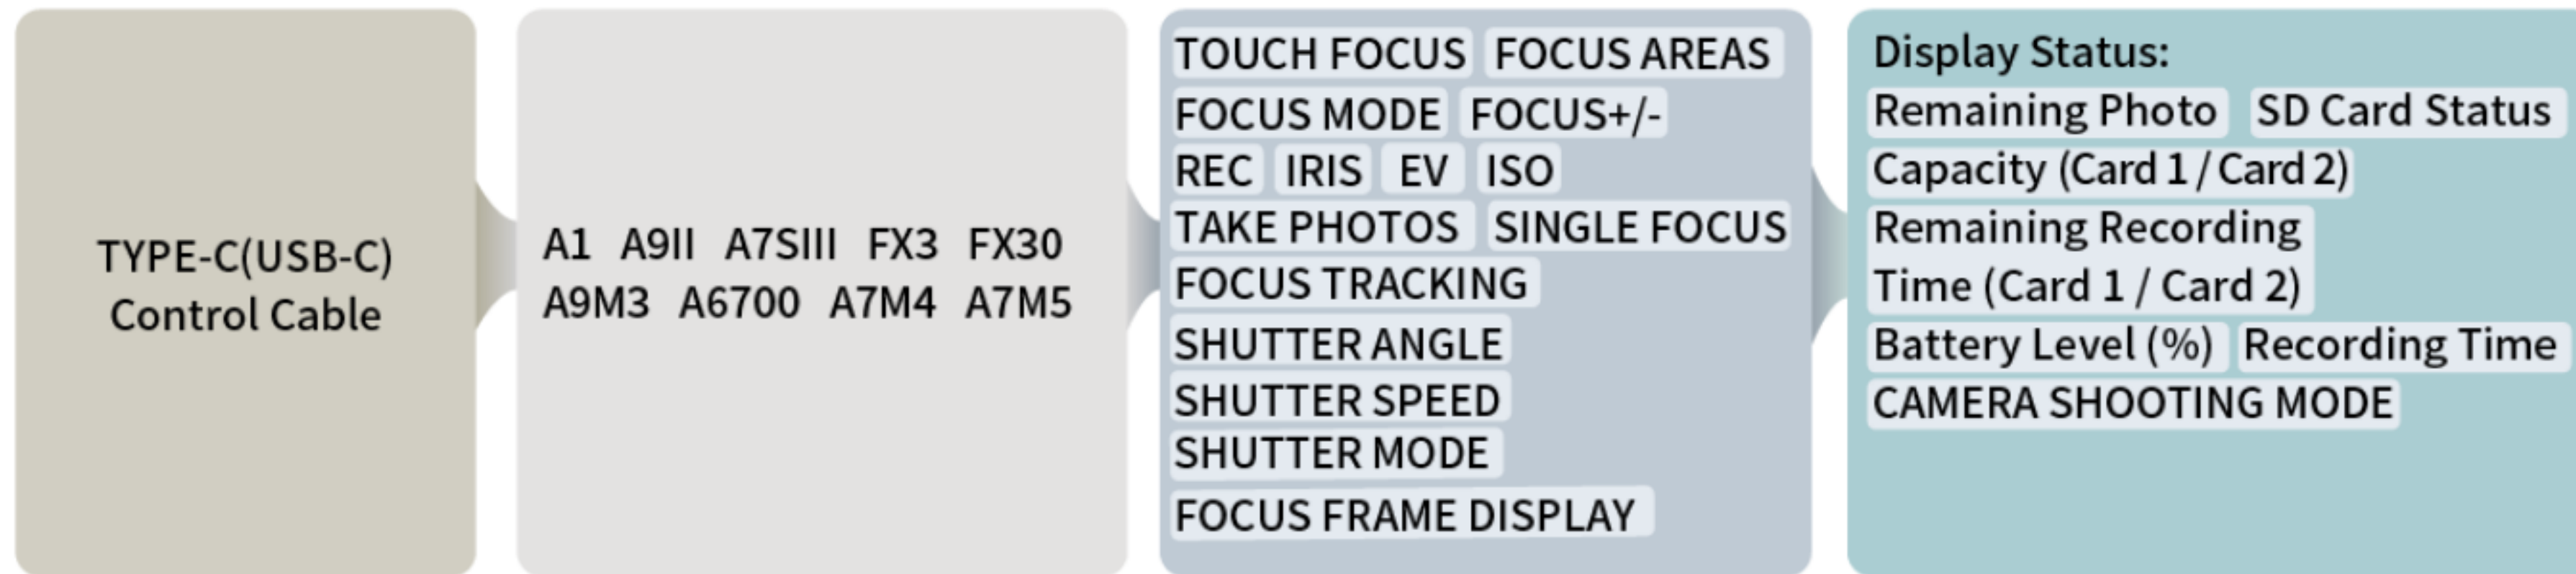 TYPE-C(USB-C)
Control Cable
A1 A9II A7SIII FX3 FX30
A9M3 A6700 A7M4 A7M5
TOUCH FOCUS FOCUS AREAS
FOCUS MODE FOCUS+/-
REC IRIS EV ISO
TAKE PHOTOS SINGLE FOCUS
FOCUS TRACKING
SHUTTER ANGLE
SHUTTER SPEED
SHUTTER MODE
FOCUS FRAME DISPLAY
Display Status:
Remaining Photo SD Card Status
Capacity (Card 1 / Card 2)
Remaining Recording
Time (Card 1 / Card 2)
Battery Level (%) Recording Time
CAMERA SHOOTING MODE